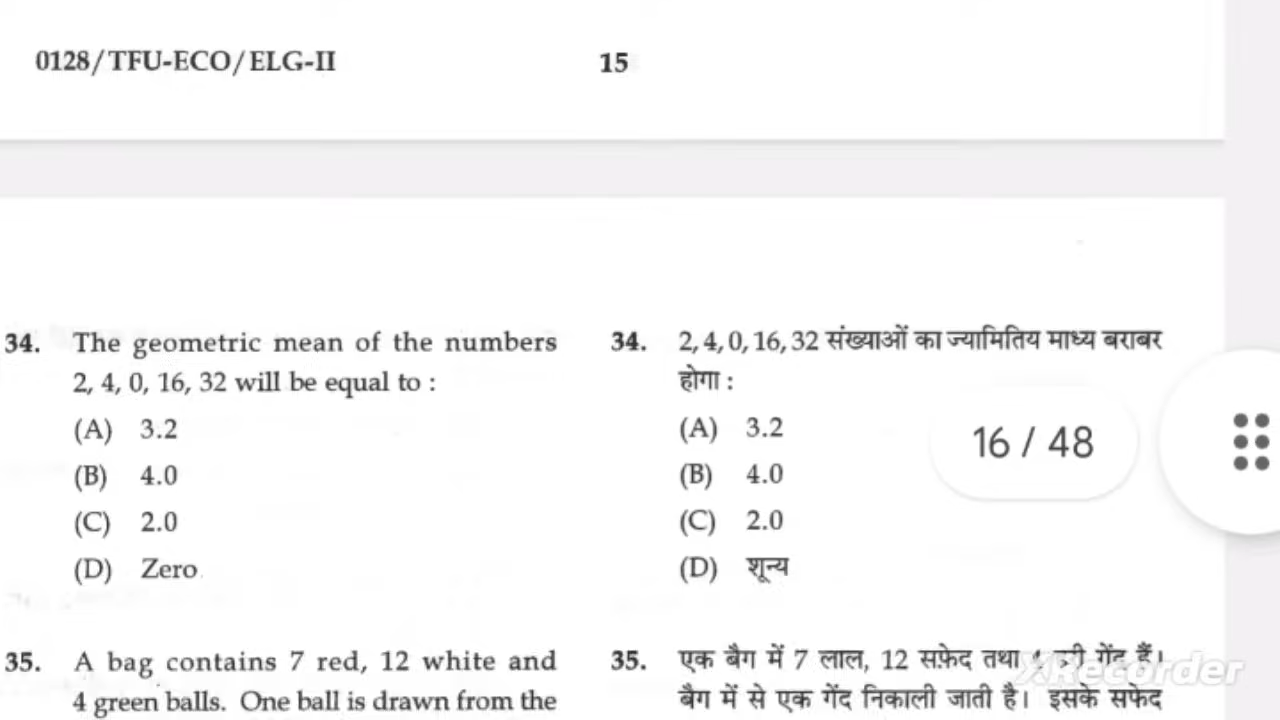 0128/TFU-ECO/ELG-II 15
34. The geometric mean of the numbers
2, 4, 0, 16, 32 will be equal to :
(A) 3.2
(B) 4.0
(C) 2.0
(D) Zero
35. A bag contains 7 red, 12 white and
4 green balls. One ball is drawn from the
34. 2, 4, 0, 16, 32 संख्याओं का ज्यामितिय माध्य बराबर
होगा :
(A) 3.2
(B) 4.0
(C) 2.0
(D) शून्य
35. एक बैग में 7 लाल, 12 सफ़ेद तथा गेंद हैं।
बैग में से एक गेंद निकाली जाती है। इसके सफेद
16 / 48
XRecorder